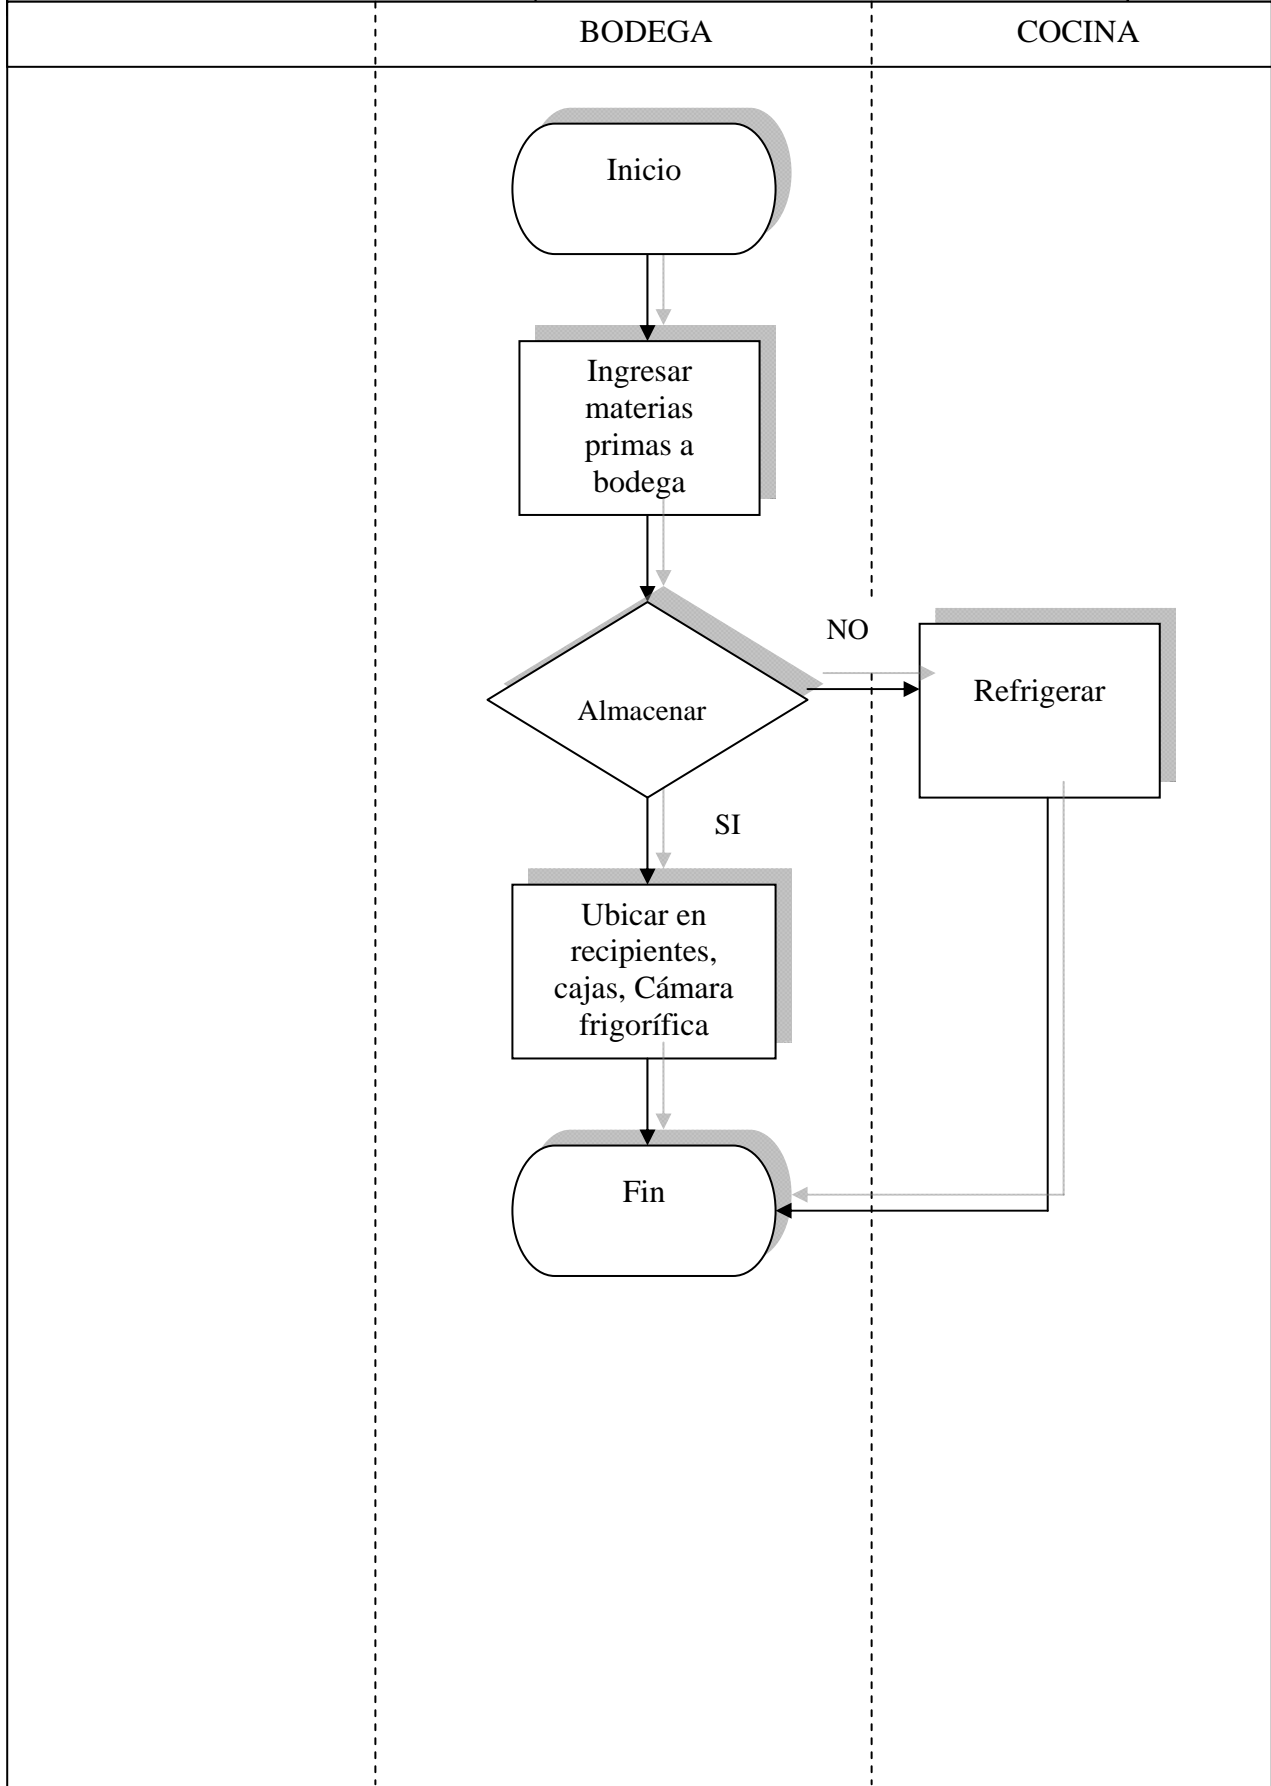 BODEGA
COCINA
Inicio
Ingresar
materias
primas a
bodega
NO
Refrigerar
Almacenar
SI
Ubicar en
recipientes,
cajas, Cámara
frigorífica
Fin